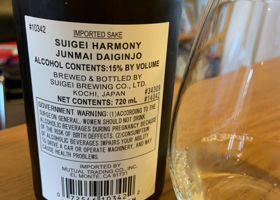 #10342
IMPORTED SAKE
SUIGEI HARMONY
JUNMAI DAIGINJO
ALCOHOL CONTENTS:15% BY VOLUME
BREWED & BOTTLED BY
SUIGEI BREWING CO., LTD.
KOCHI, JAPAN
#34309
#14042
NET CONTENTS: 720 mL
GOVERNMENT WARNING: (1)ACCORDING TO THE
SURGEON GENERAL, WOMEN SHOULD NOT DRINK
ALCOHOLIC BEVERAGES DURING PREGNANCY BECAUSE
OF THE RISK OF BIRTH DEFECTS. (2)CONSUMPTION
OF ALCOHOLIC BEVERAGES IMPAIRS YOUR ABILITY
TO DRIVE A CAR OR OPERATE MACHINERY, AND MAY
CAUSE HEALTH PROBLEMS.
IMPORTED BY
MUTUAL TRADING CO., INC.
EL MONTE, CA 91731